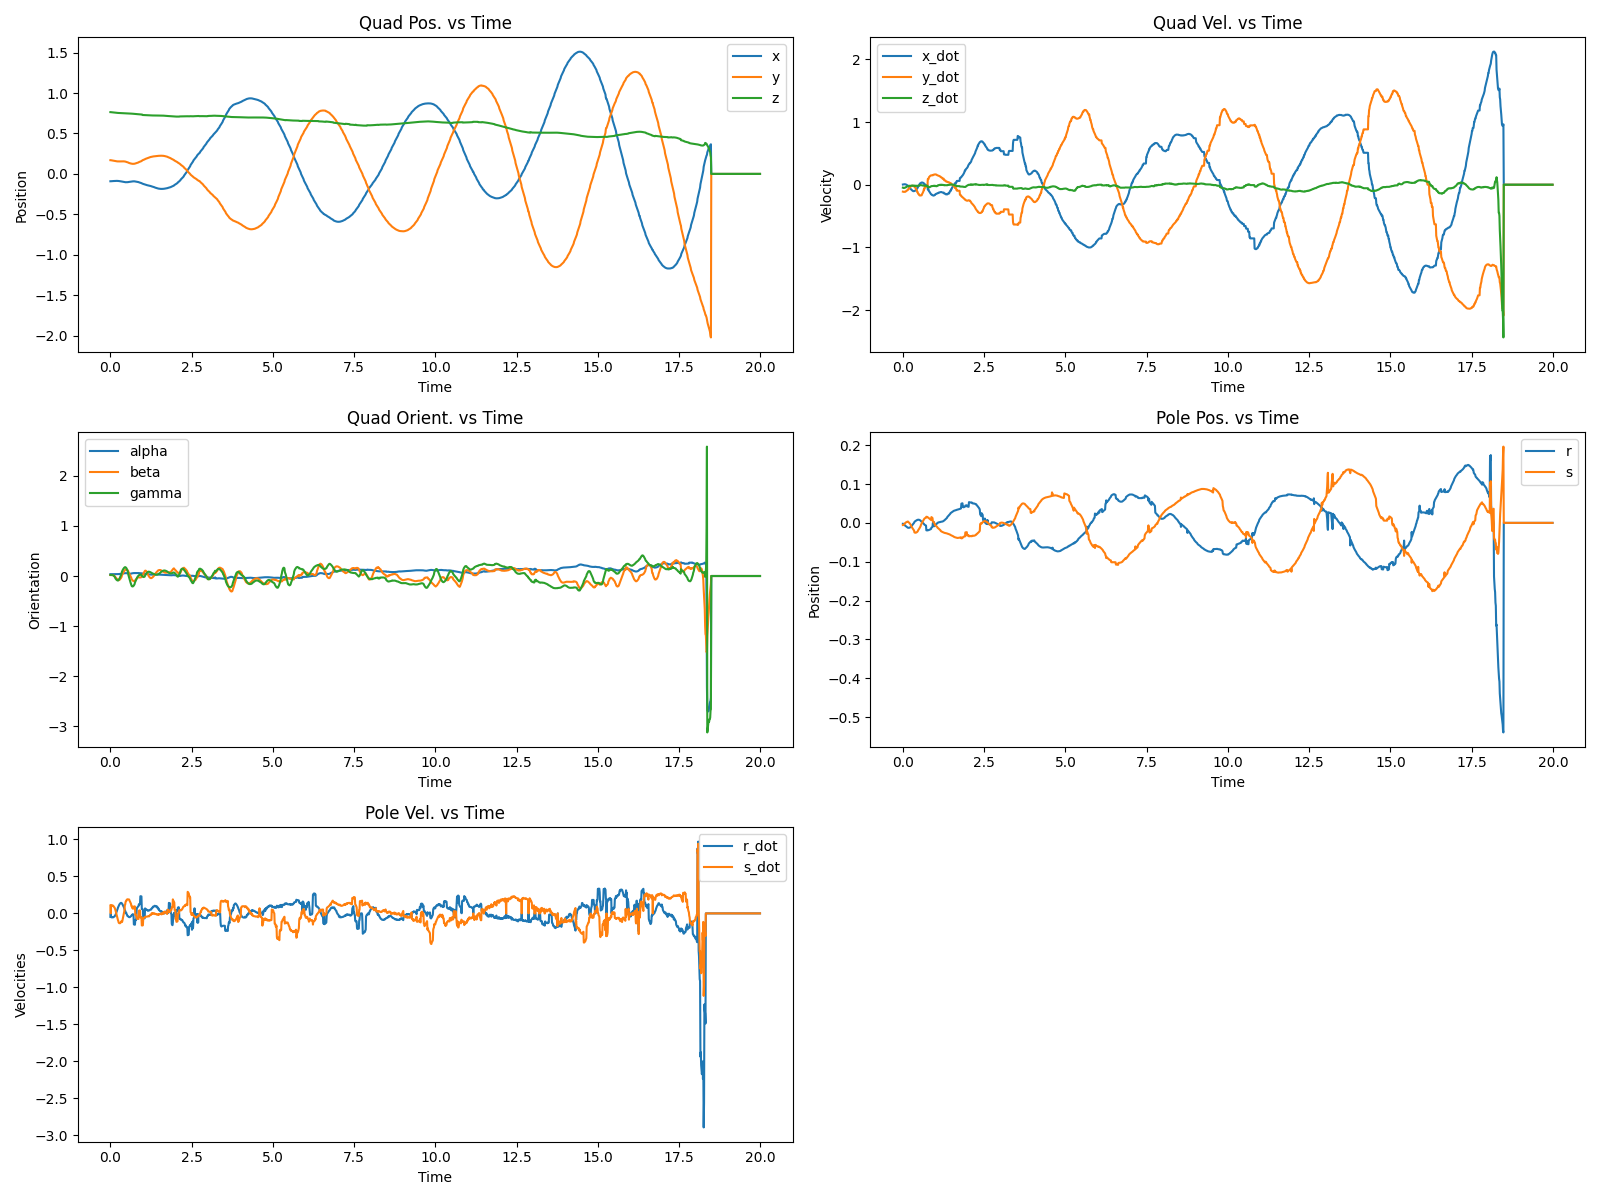 Quad Pos. vs Time
Position
1.5
1.0
0.5
0.0
−0.5
−1.0
−1.5
−2.0
x
y
z
0.0 2.5 5.0 7.5 10.0 12.5 15.0 17.5 20.0
Time
Quad Vel. vs Time
Velocity
2
1
0
−1
−2
x_dot
y_dot
z_dot
0.0 2.5 5.0 7.5 10.0 12.5 15.0 17.5 20.0
Time
Quad Orient. vs Time
Orientation
2
1
0
−1
−2
−3
alpha
beta
gamma
0.0 2.5 5.0 7.5 10.0 12.5 15.0 17.5 20.0
Time
Pole Pos. vs Time
Position
0.2
0.1
0.0
−0.1
−0.2
−0.3
−0.4
−0.5
r
s
0.0 2.5 5.0 7.5 10.0 12.5 15.0 17.5 20.0
Time
Pole Vel. vs Time
Velocities
1.0
0.5
0.0
−0.5
−1.0
−1.5
−2.0
−2.5
−3.0
r_dot
s_dot
0.0 2.5 5.0 7.5 10.0 12.5 15.0 17.5 20.0
Time